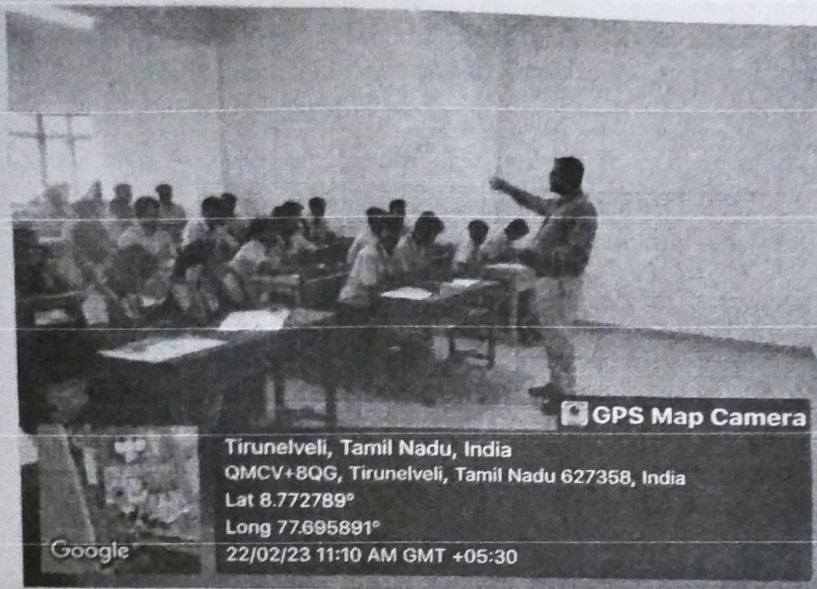 GPS Map Camera
Tirunelveli, Tamil Nadu, India
QMCV+8QG, Tirunelveli, Tamil Nadu 627358, India
Lat 8.772789°
Long 77.695891°
22/02/23 11:10 AM GMT +05:30
Google